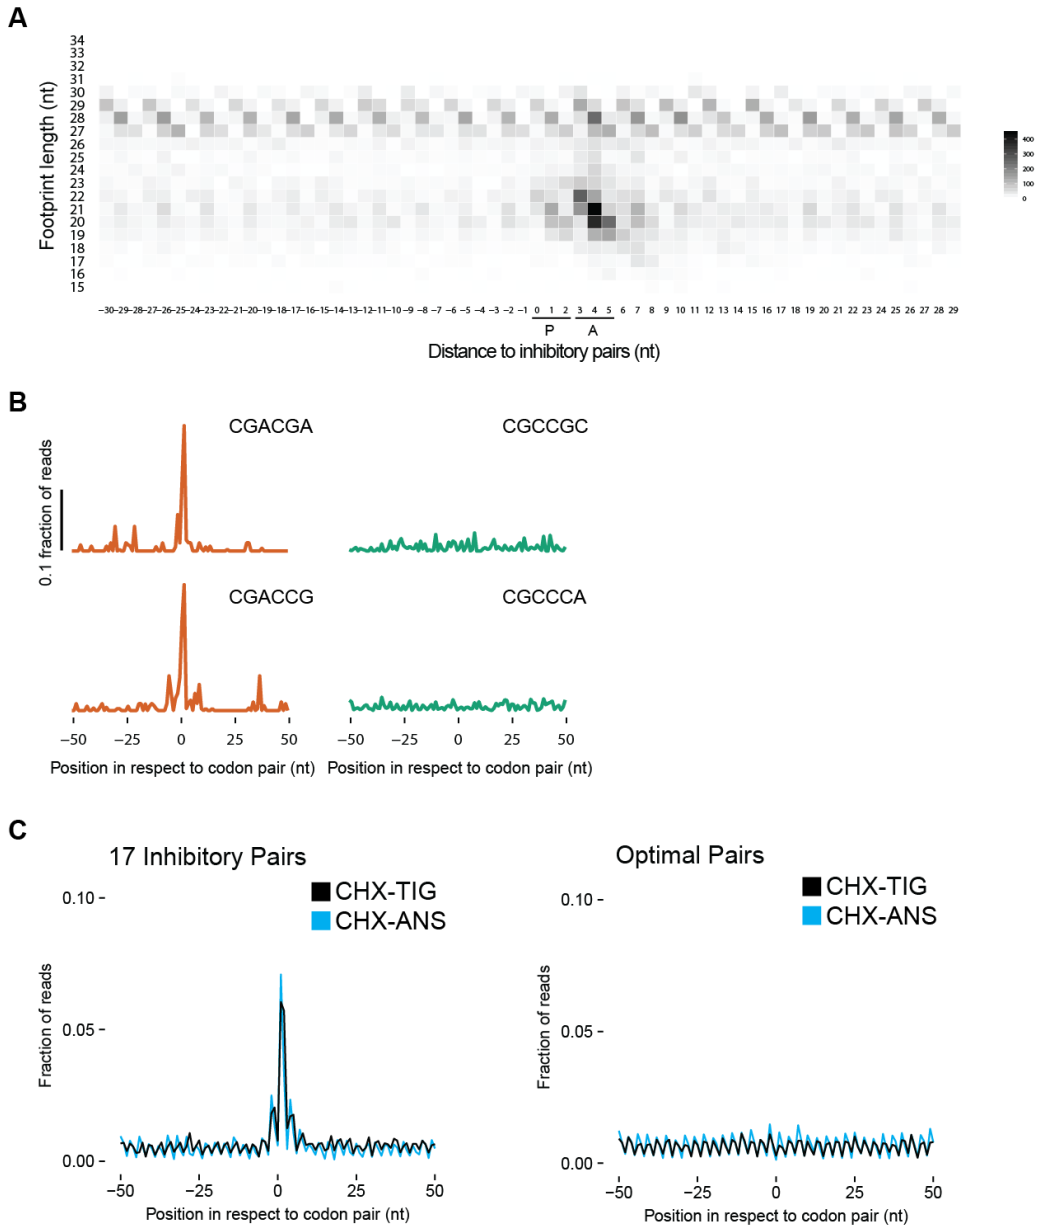 A
34
33
32
31
30
29
28
27
26
25
24
23
22
21
20
19
18
17
16
15
Footprint length (nt)
400
300
200
100
0
−30 −29 −28 −27 −26 −25 −24 −23 −22 −21 −20 −19 −18 −17 −16 −15 −14 −13 −12 −11 −10 −9 −8 −7 −6 −5 −4 −3 −2 −1 0 1 2 3 4 5 6 7 8 9 10 11 12 13 14 15 16 17 18 19 20 21 22 23 24 25 26 27 28 29
P A
Distance to inhibitory pairs (nt)
B
0.1 fraction of reads
CGACGA
CGCCGC
CGACCG
CGCCCA
−50 −25 0 25 50
−50 −25 0 25 50
Position in respect to codon pair (nt)
Position in respect to codon pair (nt)
C
17 Inhibitory Pairs
CHX-TIG
CHX-ANS
0.10
0.05
0.00
Fraction of reads
−50 −25 0 25 50
Position in respect to codon pair (nt)
Optimal Pairs
CHX-TIG
CHX-ANS
0.10
0.05
0.00
Fraction of reads
−50 −25 0 25 50
Position in respect to codon pair (nt)